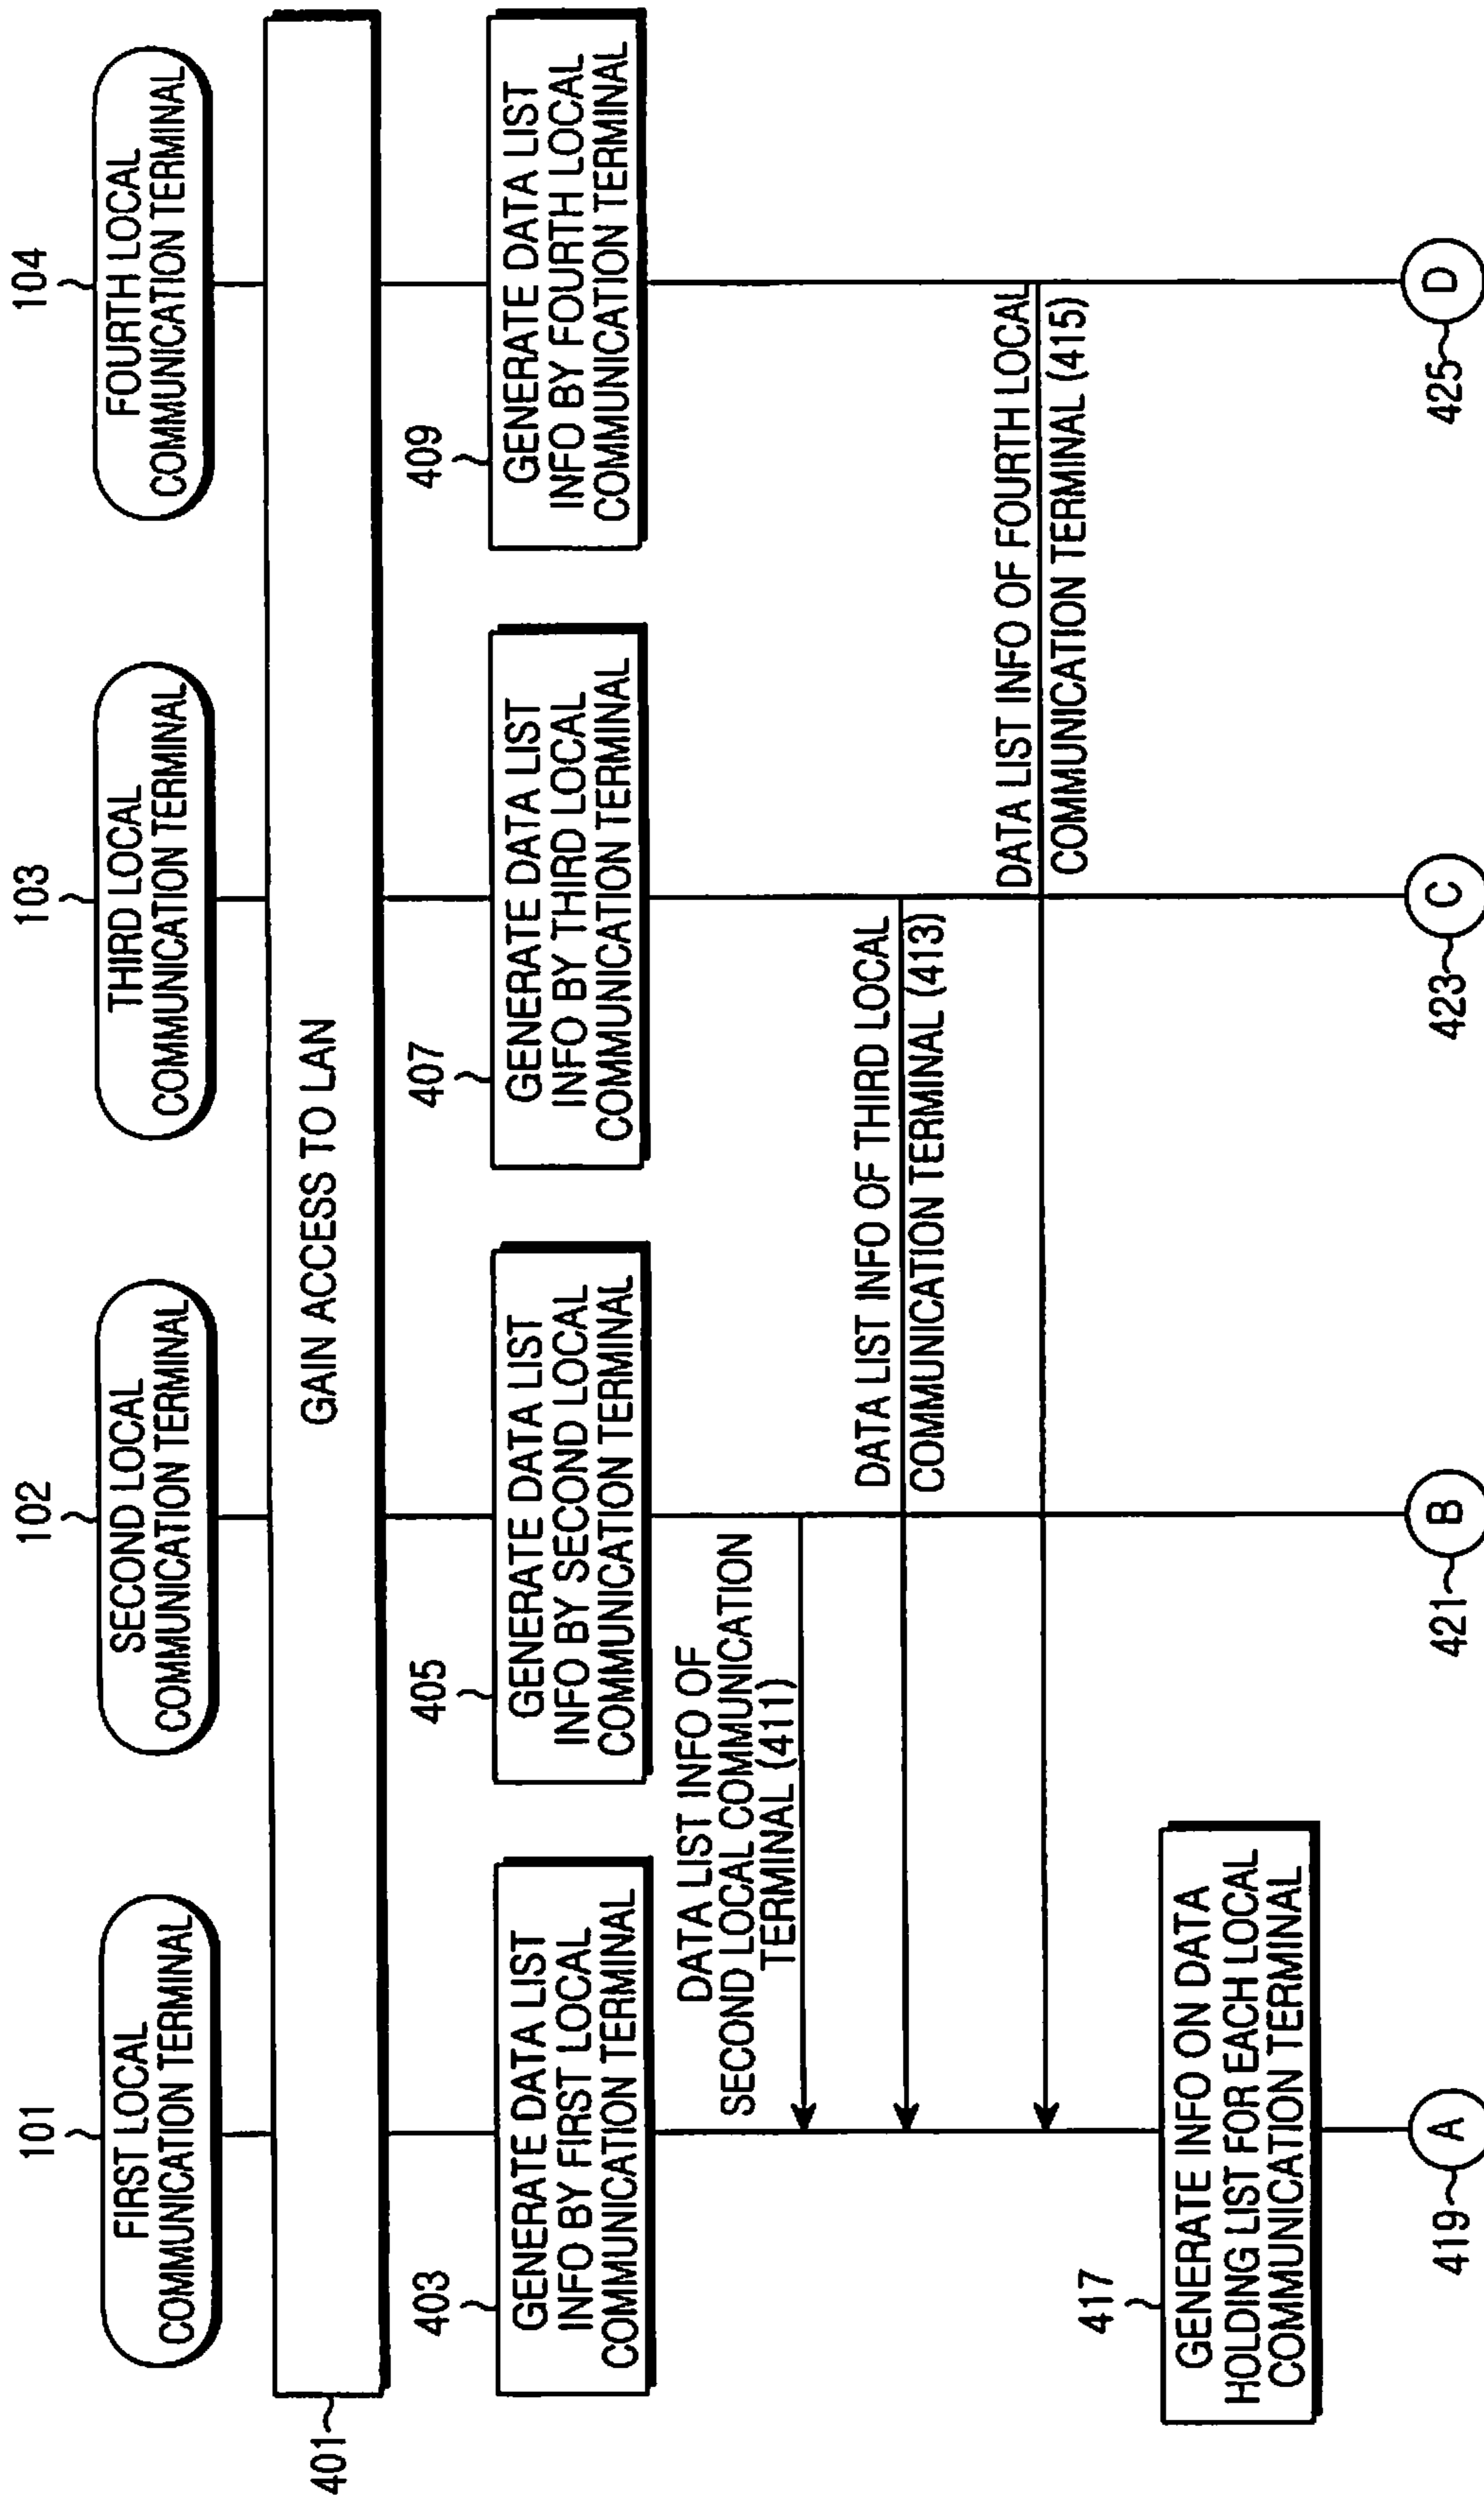 101
FIRST LOCAL
COMMUNICATION TERMINAL
102
SECOND LOCAL
COMMUNICATION TERMINAL
103
THIRD LOCAL
COMMUNICATION TERMINAL
104
FOURTH LOCAL
COMMUNICATION TERMINAL
401
GAIN ACCESS TO LAN
403
GENERATE DATA LIST
INFO BY FIRST LOCAL
COMMUNICATION TERMINAL
405
GENERATE DATA LIST
INFO BY SECOND LOCAL
COMMUNICATION TERMINAL
407
GENERATE DATA LIST
INFO BY THIRD LOCAL
COMMUNICATION TERMINAL
409
GENERATE DATA LIST
INFO BY FOURTH LOCAL
COMMUNICATION TERMINAL
DATA LIST INFO OF
SECOND LOCAL COMMUNICATION
TERMINAL (411)
DATA LIST INFO OF THIRD LOCAL
COMMUNICATION TERMINAL (413)
DATA LIST INFO OF FOURTH LOCAL
COMMUNICATION TERMINAL (415)
417
GENERATE INFO ON DATA
HOLDING LIST FOR EACH LOCAL
COMMUNICATION TERMINAL
419
A
421
B
423
C
425
D